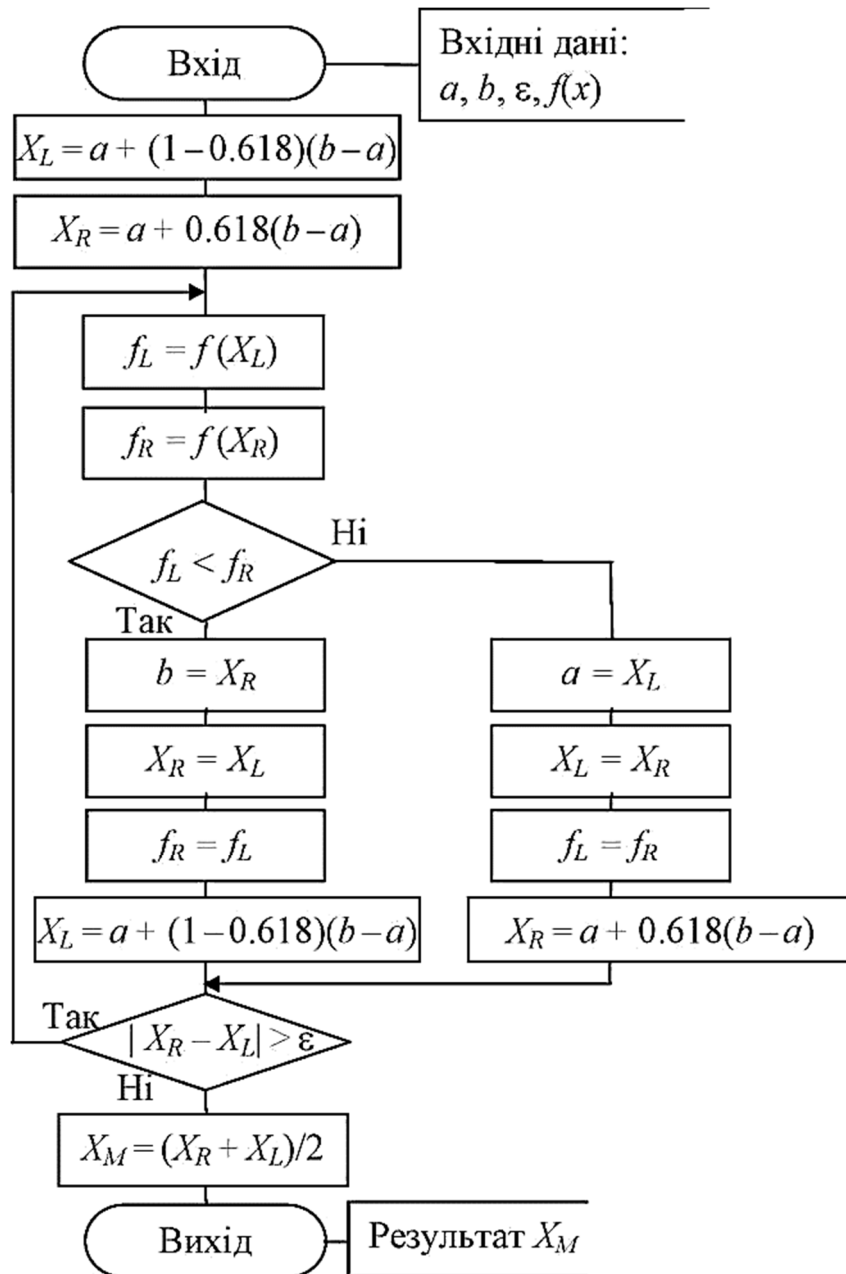 Вхід
Вхідні дані:
a, b, ε, f(x)
X_L = a + (1 – 0.618)(b – a)
X_R = a + 0.618(b – a)
f_L = f (X_L)
f_R = f (X_R)
f_L < f_R
Ні
Так
b = X_R
a = X_L
X_R = X_L
X_L = X_R
f_R = f_L
f_L = f_R
X_L = a + (1 – 0.618)(b – a)
X_R = a + 0.618(b – a)
Так
| X_R – X_L| > ε
Ні
X_M = (X_R + X_L)/2
Вихід
Результат X_M